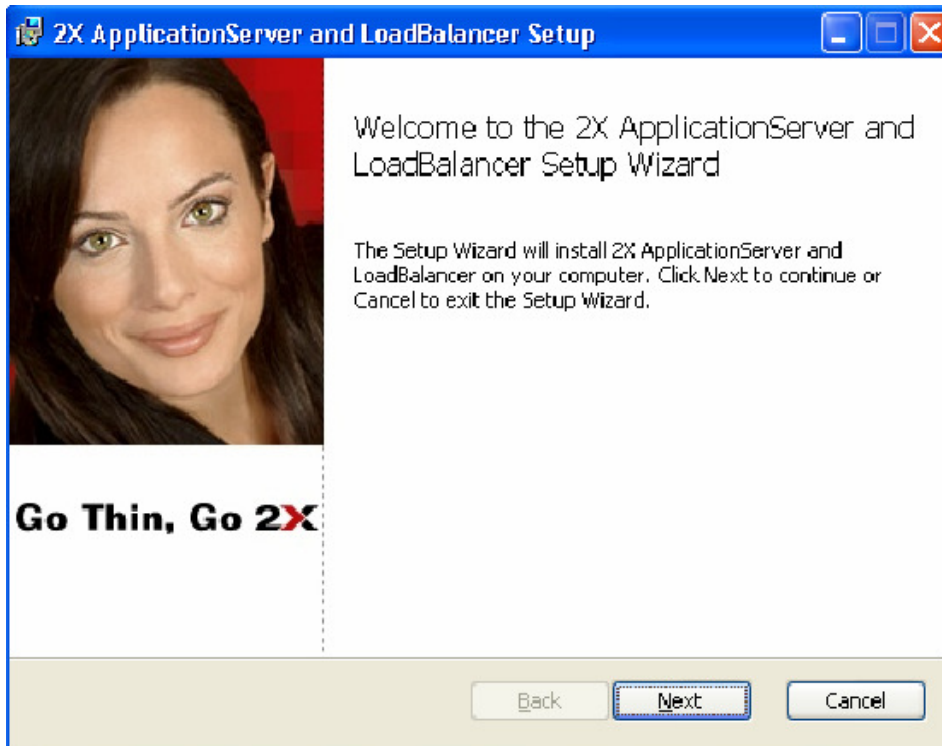 2X ApplicationServer and LoadBalancer Setup
Welcome to the 2X ApplicationServer and
LoadBalancer Setup Wizard
The Setup Wizard will install 2X ApplicationServer and
LoadBalancer on your computer. Click Next to continue or
Cancel to exit the Setup Wizard.
Go Thin, Go 2X
Back
Next
Cancel